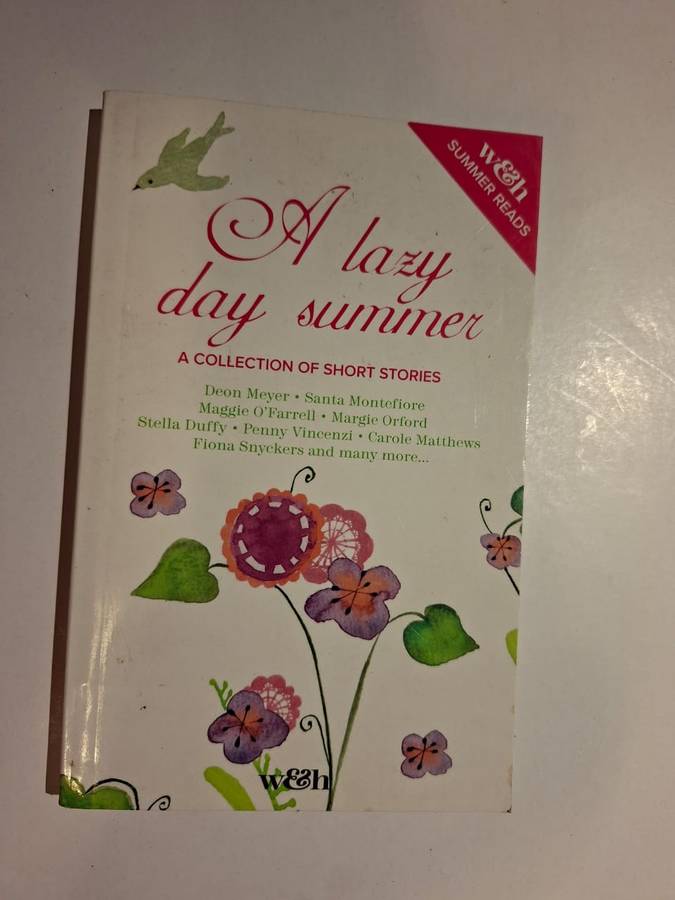 w&h
SUMMER READS
A lazy
day summer
A COLLECTION OF SHORT STORIES
Deon Meyer • Santa Montefiore
Maggie O'Farrell • Margie Orford
Stella Duffy • Penny Vincenzi • Carole Matthews
Fiona Snyckers and many more...
w&h